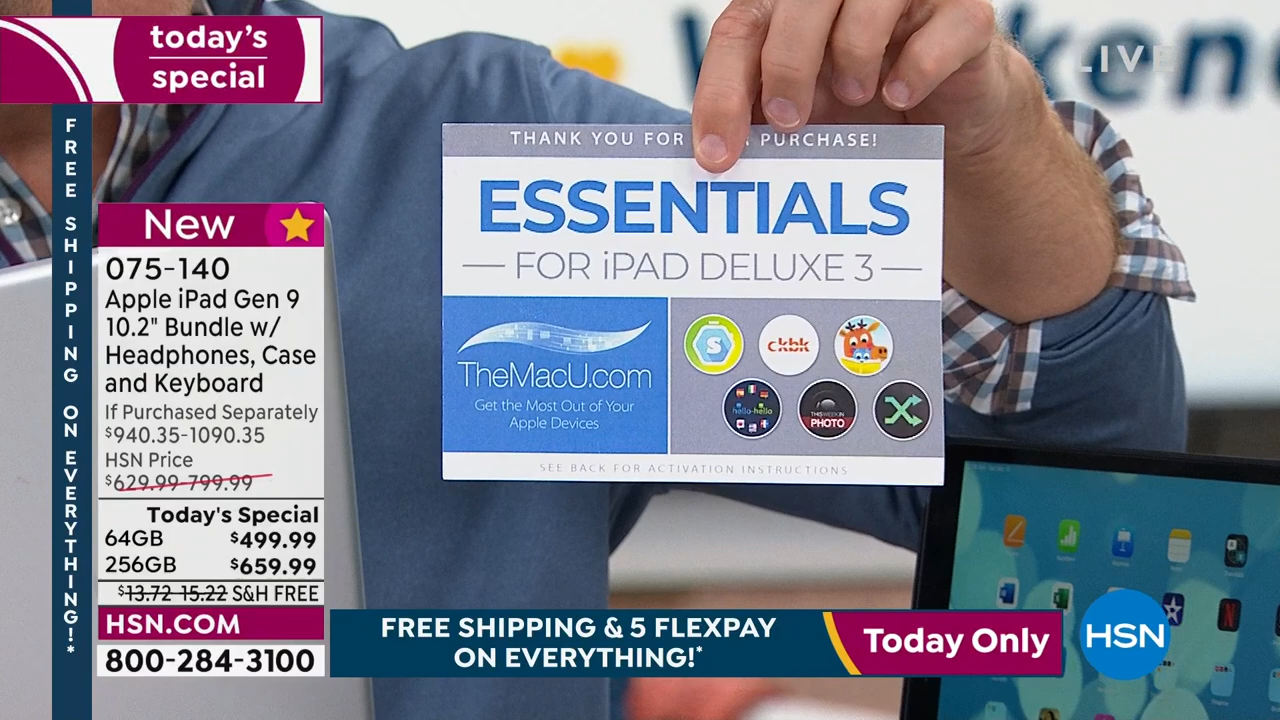 today's
special
FREE SHIPPING ON EVERYTHING!*
New
075-140
Apple iPad Gen 9
10.2" Bundle w/
Headphones, Case
and Keyboard
If Purchased Separately
$940.35-1090.35
HSN Price
$629.99-799.99
Today's Special
64GB $499.99
256GB $659.99
$13.72-15.22 S&H FREE
HSN.COM
800-284-3100
LIVE
THANK YOU FOR PURCHASE!
ESSENTIALS
FOR iPAD DELUXE 3
TheMacU.com
Get the Most Out of Your
Apple Devices
S
ckbk
hello-hello
THIS WEEK IN
PHOTO
SEE BACK FOR ACTIVATION INSTRUCTIONS
FREE SHIPPING & 5 FLEXPAY
ON EVERYTHING!*
Today Only
HSN